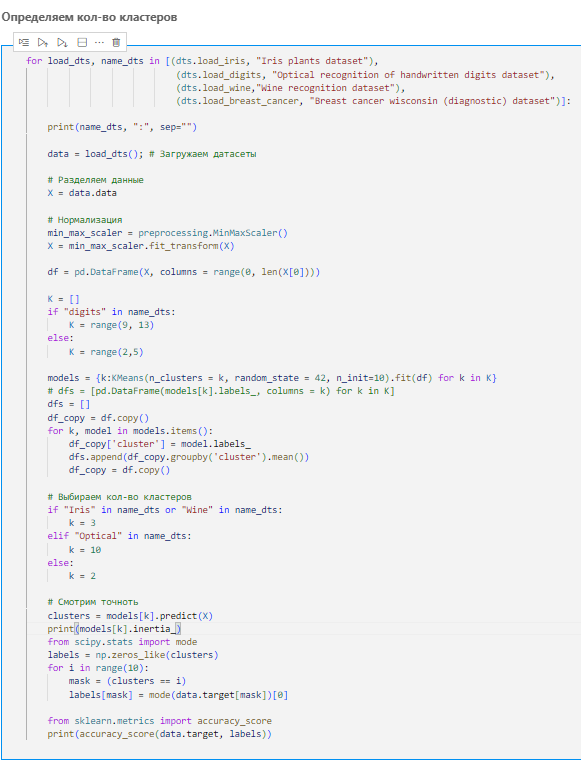 Определяем кол-во кластеров
for load_dts, name_dts in [(dts.load_iris, "Iris plants dataset"),
(dts.load_digits, "Optical recognition of handwritten digits dataset"),
(dts.load_wine,"Wine recognition dataset"),
(dts.load_breast_cancer, "Breast cancer wisconsin (diagnostic) dataset")]:
print(name_dts, ":", sep="")
data = load_dts(); # Загружаем датасеты
# Разделяем данные
X = data.data
# Нормализация
min_max_scaler = preprocessing.MinMaxScaler()
X = min_max_scaler.fit_transform(X)
df = pd.DataFrame(X, columns = range(0, len(X[0])))
K = []
if "digits" in name_dts:
K = range(9, 13)
else:
K = range(2,5)
models = {k:KMeans(n_clusters = k, random_state = 42, n_init=10).fit(df) for k in K}
# dfs = [pd.DataFrame(models[k].labels_, columns = k) for k in K]
dfs = []
df_copy = df.copy()
for k, model in models.items():
df_copy['cluster'] = model.labels_
dfs.append(df_copy.groupby('cluster').mean())
df_copy = df.copy()
# Выбираем кол-во кластеров
if "Iris" in name_dts or "Wine" in name_dts:
k = 3
elif "Optical" in name_dts:
k = 10
else:
k = 2
# Смотрим точноть
clusters = models[k].predict(X)
print(models[k].inertia_)
from scipy.stats import mode
labels = np.zeros_like(clusters)
for i in range(10):
mask = (clusters == i)
labels[mask] = mode(data.target[mask])[0]
from sklearn.metrics import accuracy_score
print(accuracy_score(data.target, labels))